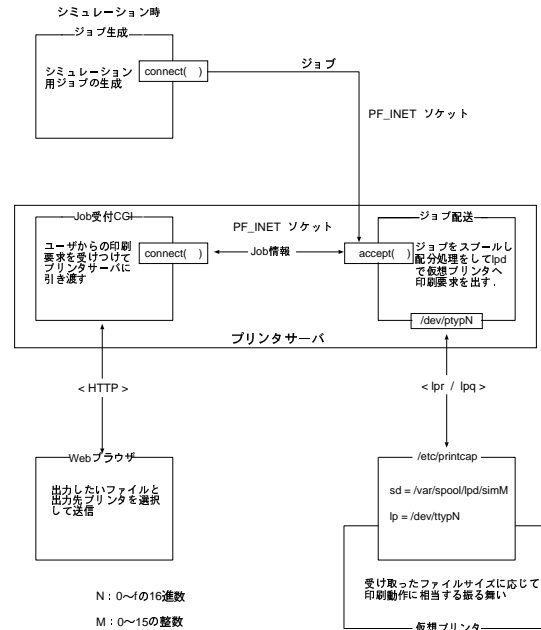 シミュレーション時
ジョブ生成
シミュレーション
用ジョブの生成
connect( )
ジョブ
PF_INET ソケット
Job受付CGI
ユーザからの印刷
要求を受けつけて
プリンタサーバに
引き渡す
connect( )
PF_INET ソケット
Job情報
ジョブ配送
accept( )
ジョブをスプールし
配分処理をしてlpd
で仮想プリンタへ
印刷要求を出す.
/dev/ptypN
プリンタサーバ
< HTTP >
< lpr / lpq >
Webブラウザ
出力したいファイルと
出力先プリンタを選択
して送信
/etc/printcap
sd = /var/spool/lpd/simM
lp = /dev/ttypN
受け取ったファイルサイズに応じて
印刷動作に相当する振る舞い
仮想プリンタ
N：0~fの16進数
M：0~15の整数